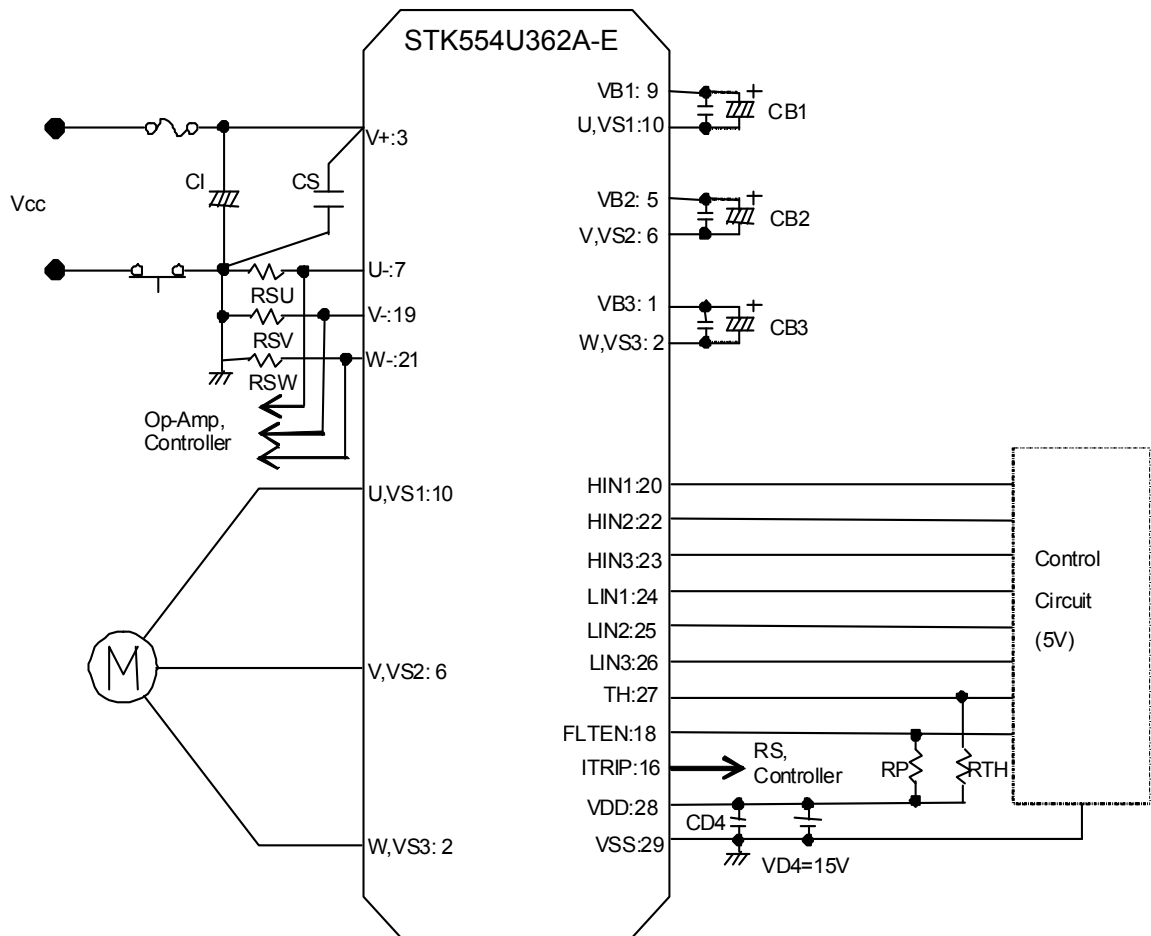 STK554U362A-E
VB1: 9
CB1
U,VS1:10
V+:3
CI
CS
Vcc
VB2: 5
CB2
V,VS2: 6
U-:7
RSU
V-:19
RSV
W-:21
RSW
VB3: 1
CB3
W,VS3: 2
Op-Amp,
Controller
U,VS1:10
HIN1:20
HIN2:22
HIN3:23
LIN1:24
LIN2:25
LIN3:26
TH:27
FLTEN:18
ITRIP:16
RS,
Controller
RP
RTH
VDD:28
CD4
VSS:29
VD4=15V
Control
Circuit
(5V)
M
V,VS2: 6
W,VS3: 2